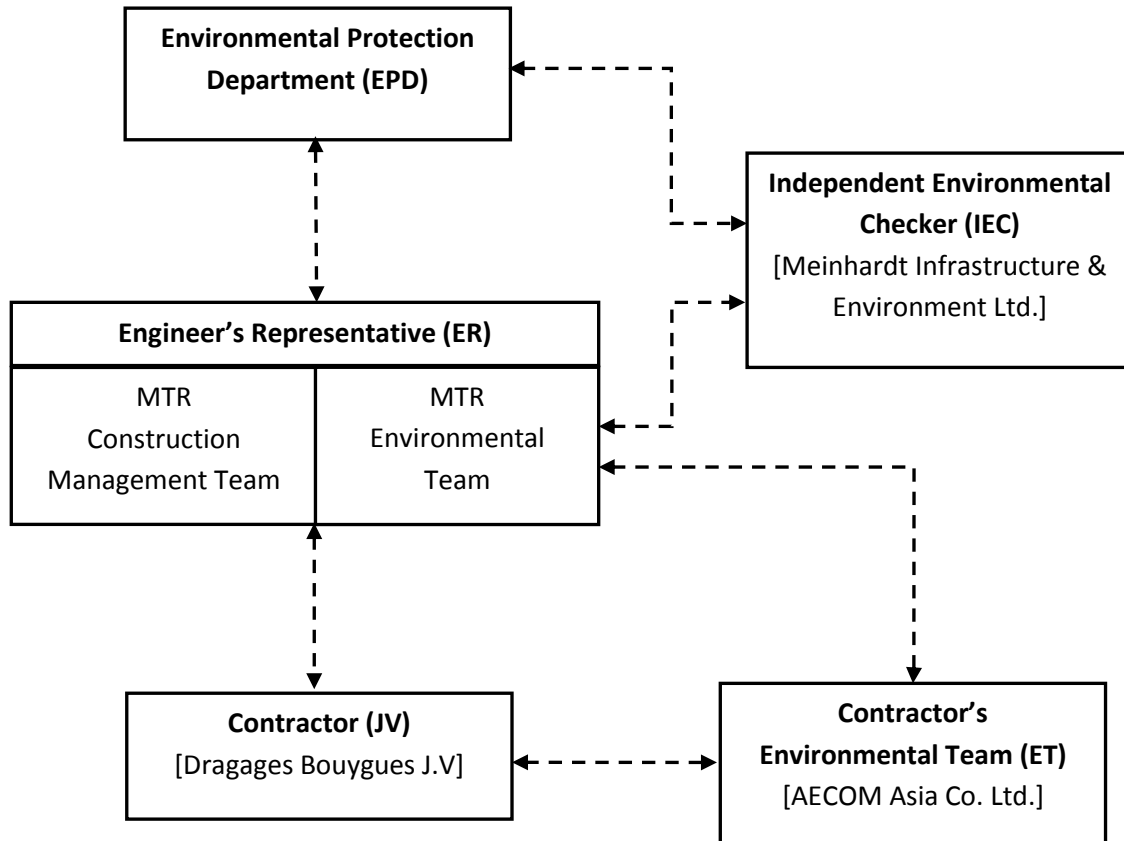 Environmental Protection
Department (EPD)
Independent Environmental
Checker (IEC)
[Meinhardt Infrastructure &
Environment Ltd.]
Engineer’s Representative (ER)
MTR
Construction
Management Team
MTR
Environmental
Team
Contractor (JV)
[Dragages Bouygues J.V]
Contractor’s
Environmental Team (ET)
[AECOM Asia Co. Ltd.]